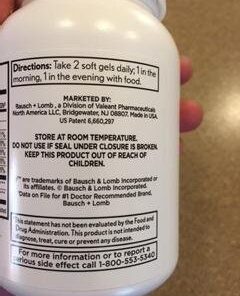 Directions: Take 2 soft gels daily; 1 in the
morning, 1 in the evening with food.
MARKETED BY:
Bausch + Lomb, a Division of Valeant Pharmaceuticals
North America LLC, Bridgewater, NJ 08807. Made in USA.
US Patent 6,660,297
STORE AT ROOM TEMPERATURE.
DO NOT USE IF SEAL UNDER CLOSURE IS BROKEN.
KEEP THIS PRODUCT OUT OF REACH OF
CHILDREN.
are trademarks of Bausch & Lomb Incorporated or
its affiliates. © Bausch & Lomb Incorporated.
*Data on File for #1 Doctor Recommended Brand,
Bausch + Lomb
This statement has not been evaluated by the Food and
Drug Administration. This product is not intended to
diagnose, treat, cure or prevent any disease.
For more information or to report a
serious side effect call 1-800-553-5340